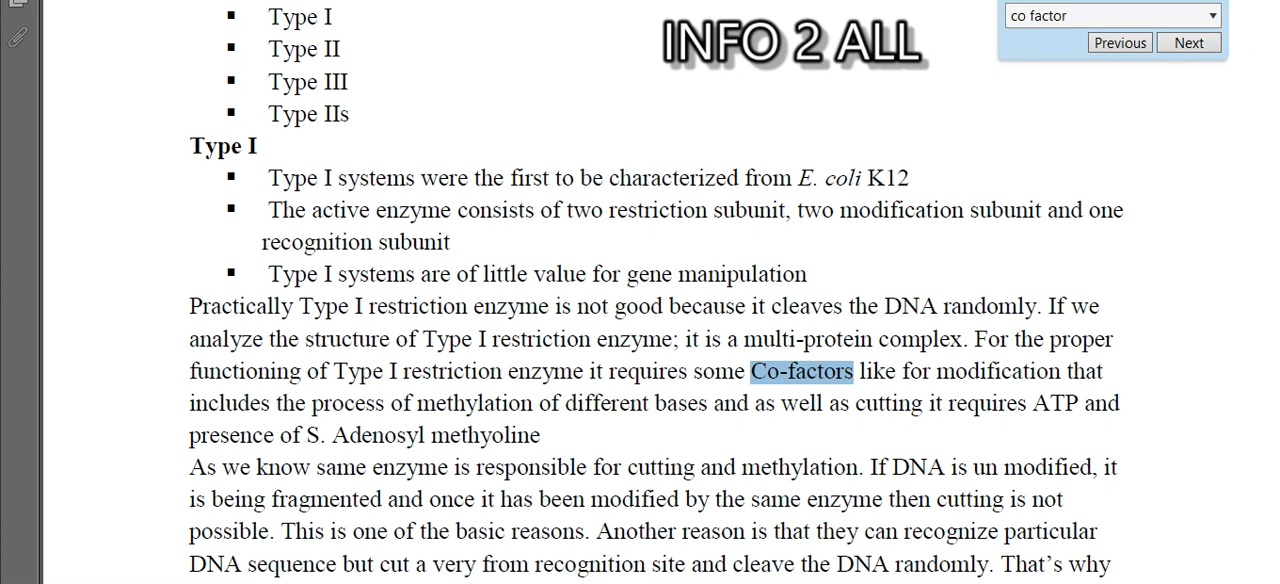 ▪ Type I
INFO 2 ALL
co factor
Previous Next
▪ Type II
▪ Type III
▪ Type IIs
Type I
▪ Type I systems were the first to be characterized from E. coli K12
▪ The active enzyme consists of two restriction subunit, two modification subunit and one
recognition subunit
▪ Type I systems are of little value for gene manipulation
Practically Type I restriction enzyme is not good because it cleaves the DNA randomly. If we
analyze the structure of Type I restriction enzyme; it is a multi-protein complex. For the proper
functioning of Type I restriction enzyme it requires some Co-factors like for modification that
includes the process of methylation of different bases and as well as cutting it requires ATP and
presence of S. Adenosyl methyoline
As we know same enzyme is responsible for cutting and methylation. If DNA is un modified, it
is being fragmented and once it has been modified by the same enzyme then cutting is not
possible. This is one of the basic reasons. Another reason is that they can recognize particular
DNA sequence but cut a very from recognition site and cleave the DNA randomly. That’s why